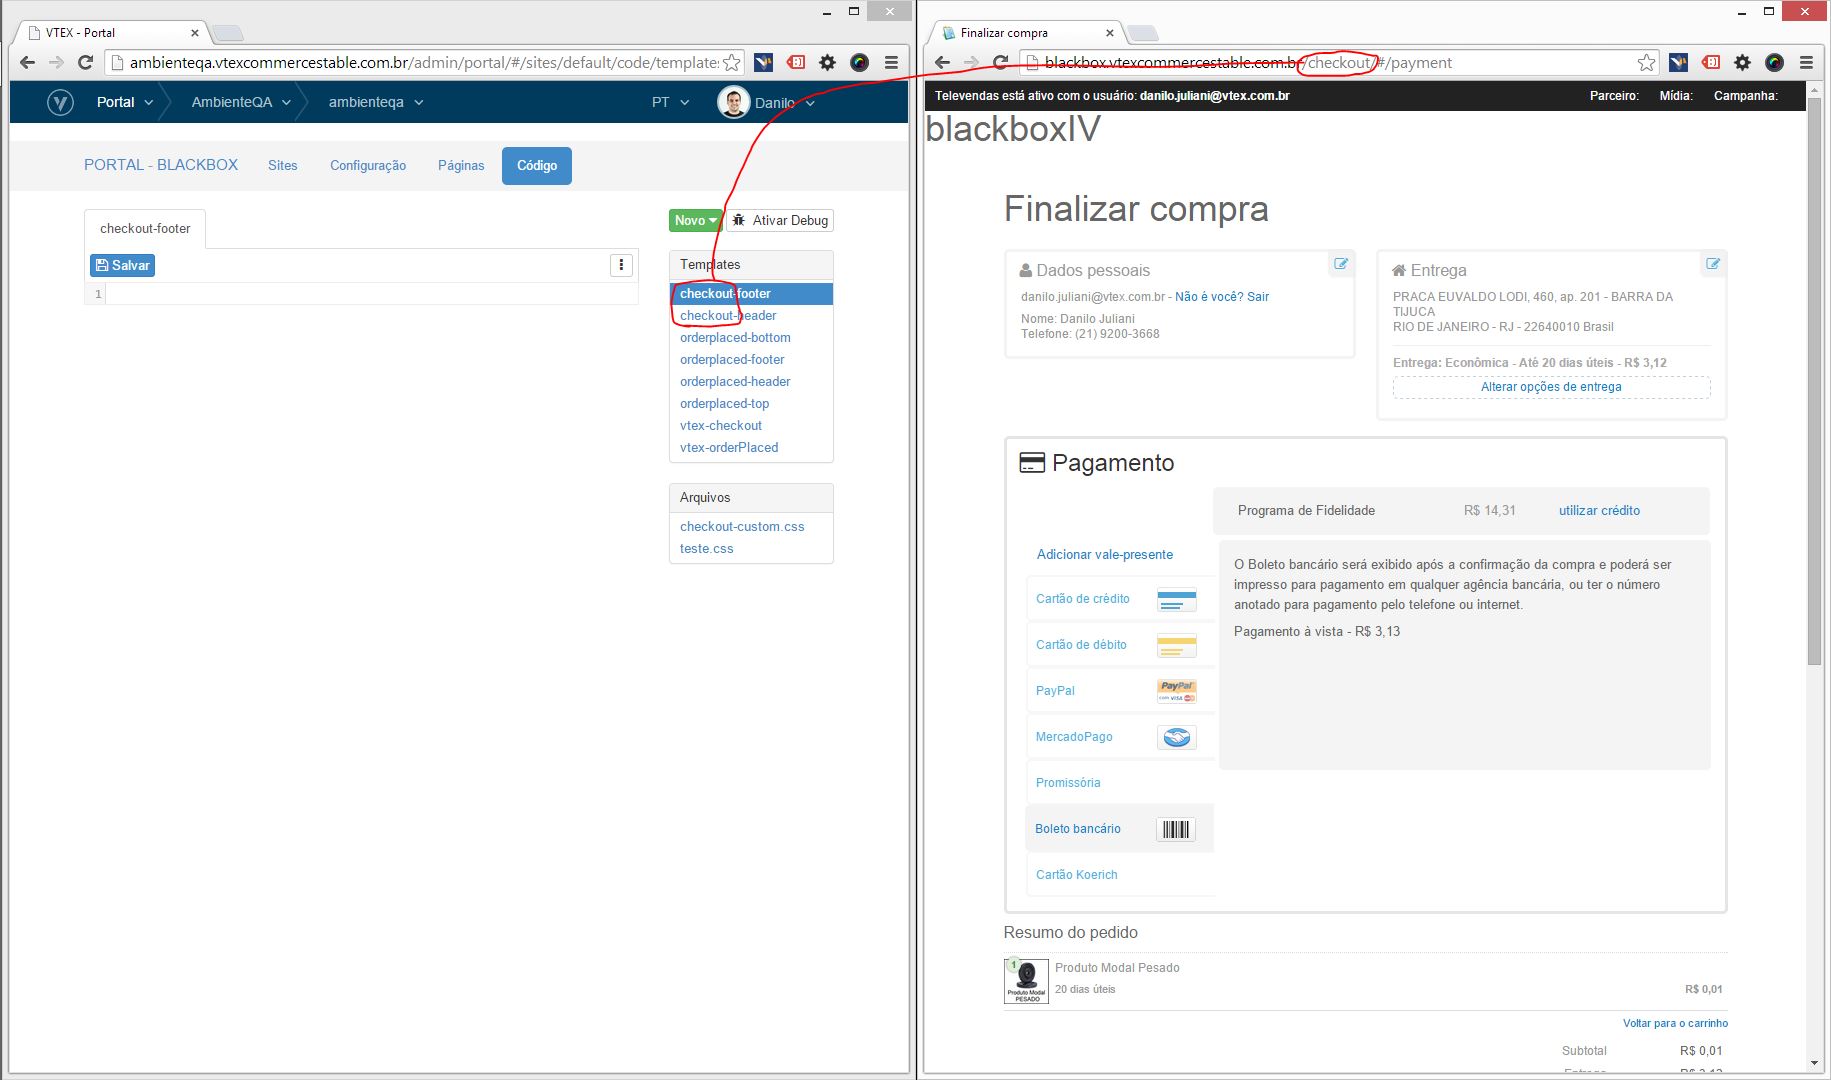 VTEX - Portal
ambienteqa.vtexcommercestable.com.br/admin/portal/#/sites/default/code/template:
Portal
AmbienteQA
ambienteqa
PT
Danilo
PORTAL - BLACKBOX
Sites
Configuração
Páginas
Código
checkout-footer
Novo
Ativar Debug
Salvar
1
Templates
checkout-footer
checkout-header
orderplaced-bottom
orderplaced-footer
orderplaced-header
orderplaced-top
vtex-checkout
vtex-orderPlaced
Arquivos
checkout-custom.css
teste.css
Finalizar compra
blackbox.vtexcommercestable.com.br/checkout/#/payment
Televendas está ativo com o usuário: danilo.juliani@vtex.com.br
Parceiro:
Mídia:
Campanha:
blackboxIV
Finalizar compra
Dados pessoais
danilo.juliani@vtex.com.br - Não é você? Sair
Nome: Danilo Juliani
Telefone: (21) 9200-3668
Entrega
PRACA EUVALDO LODI, 460, ap. 201 - BARRA DA
TIJUCA
RIO DE JANEIRO - RJ - 22640010 Brasil
Entrega: Econômica - Até 20 dias úteis - R$ 3,12
Alterar opções de entrega
Pagamento
Programa de Fidelidade
R$ 14,31
utilizar crédito
Adicionar vale-presente
Cartão de crédito
Cartão de débito
PayPal
PayPal
com VISA
MercadoPago
Promissória
Boleto bancário
Cartão Koerich
O Boleto bancário será exibido após a confirmação da compra e poderá ser
impresso para pagamento em qualquer agência bancária, ou ter o número
anotado para pagamento pelo telefone ou internet.
Pagamento à vista - R$ 3,13
Resumo do pedido
1
Produto Modal
PESADO
Produto Modal Pesado
20 dias úteis
R$ 0,01
Voltar para o carrinho
Subtotal
R$ 0,01
Entrega
R$ 3,12